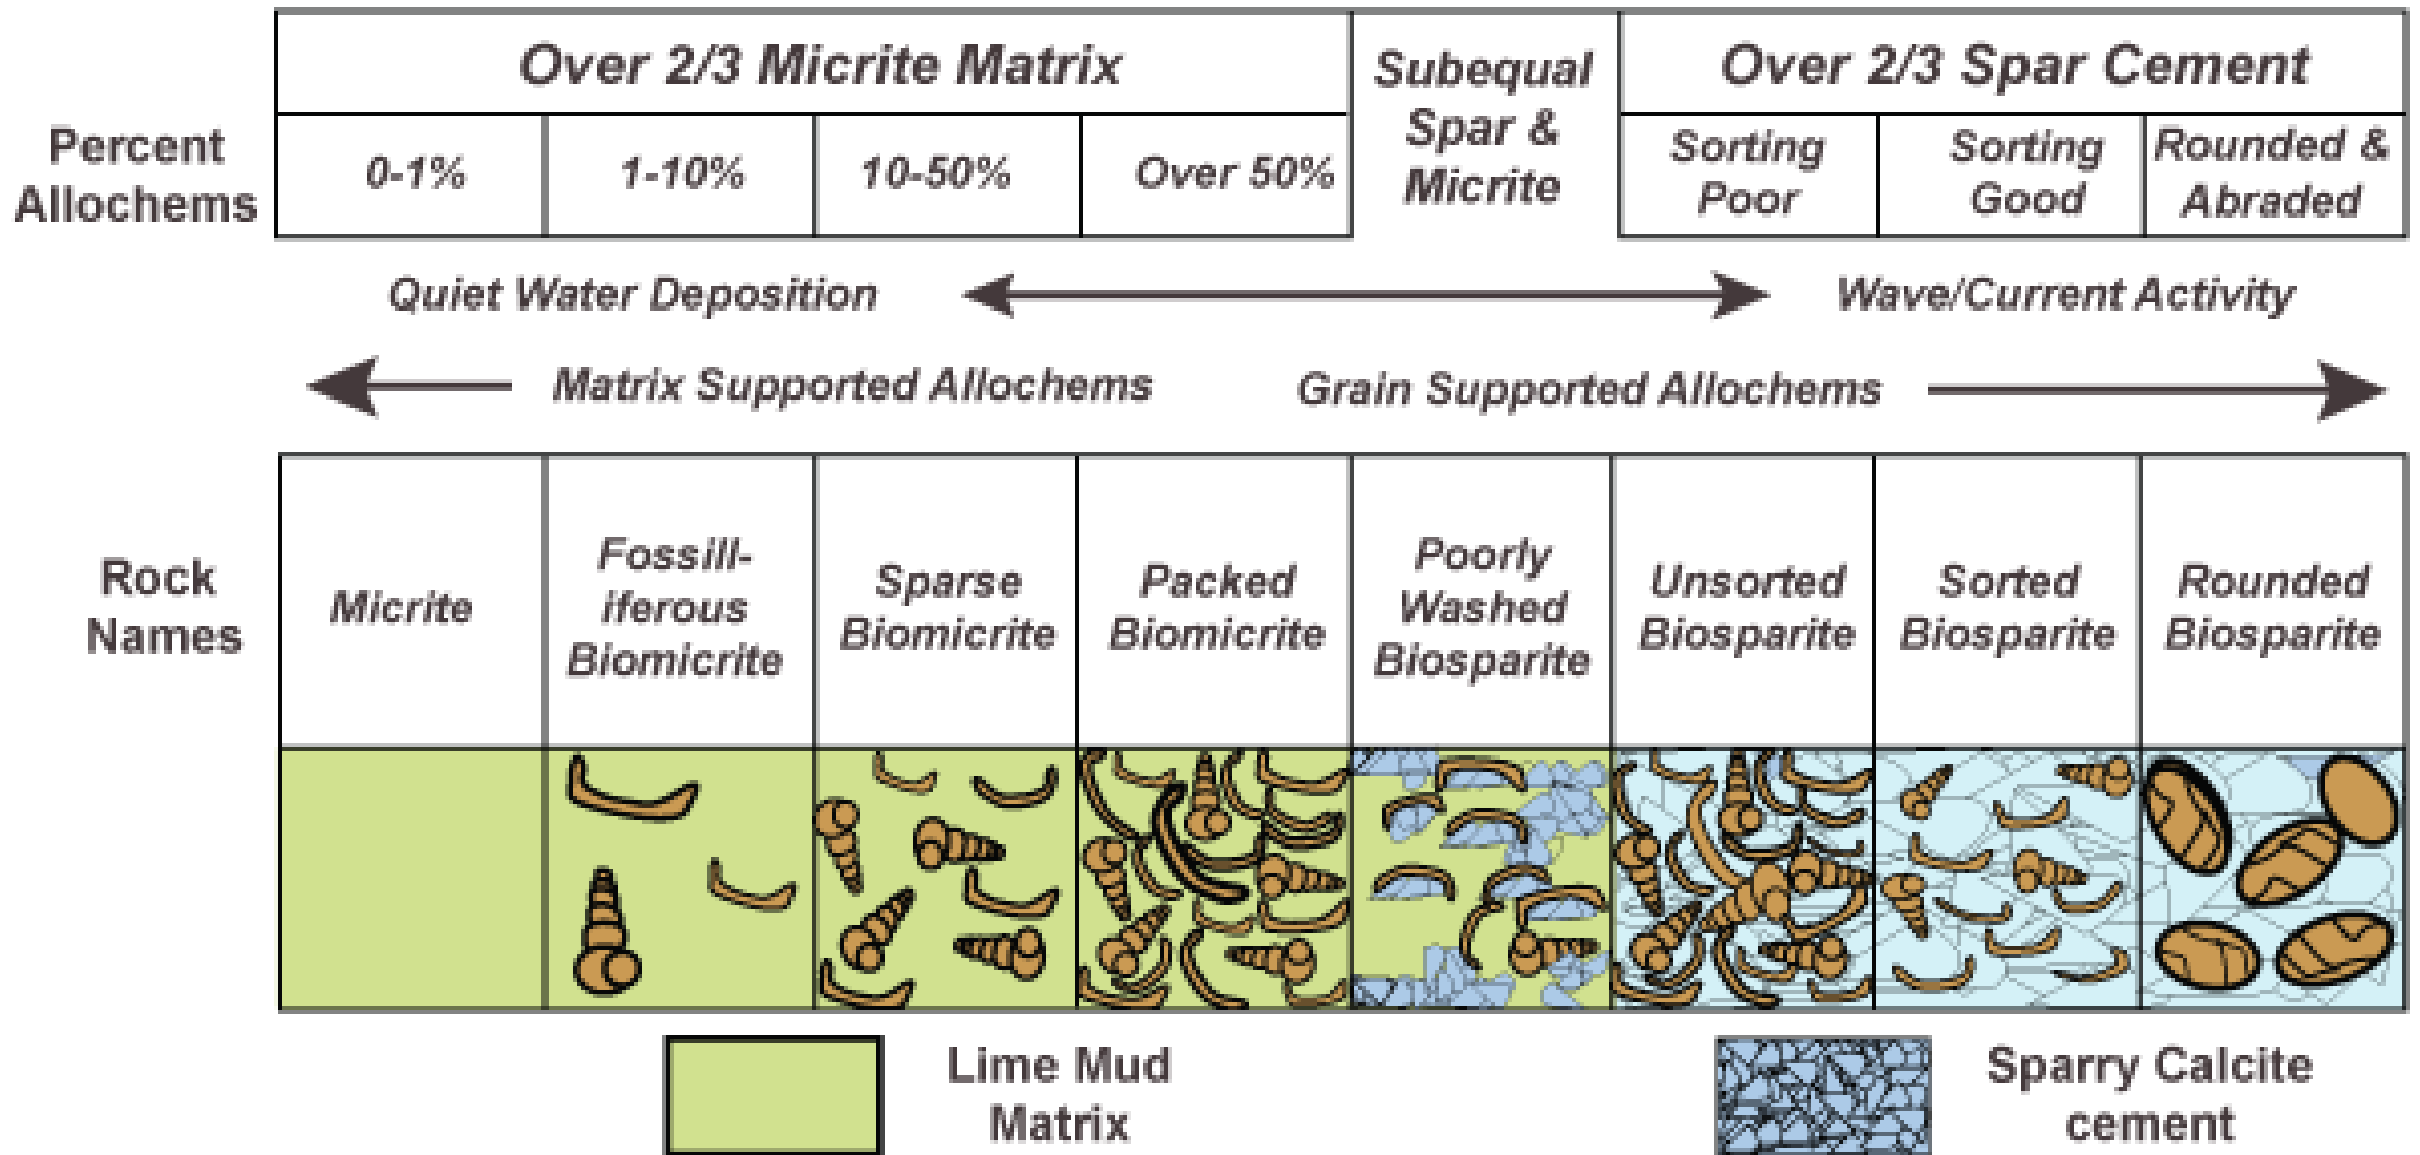 Over 2/3 Micrite Matrix
Subequal
Spar &
Micrite
Over 2/3 Spar Cement
Percent
Allochems
0-1%
1-10%
10-50%
Over 50%
Sorting
Poor
Sorting
Good
Rounded &
Abraded
Quiet Water Deposition
Wave/Current Activity
Matrix Supported Allochems
Grain Supported Allochems
Rock
Names
Micrite
Fossill-
iferous
Biomicrite
Sparse
Biomicrite
Packed
Biomicrite
Poorly
Washed
Biosparite
Unsorted
Biosparite
Sorted
Biosparite
Rounded
Biosparite
Lime Mud
Matrix
Sparry Calcite
cement